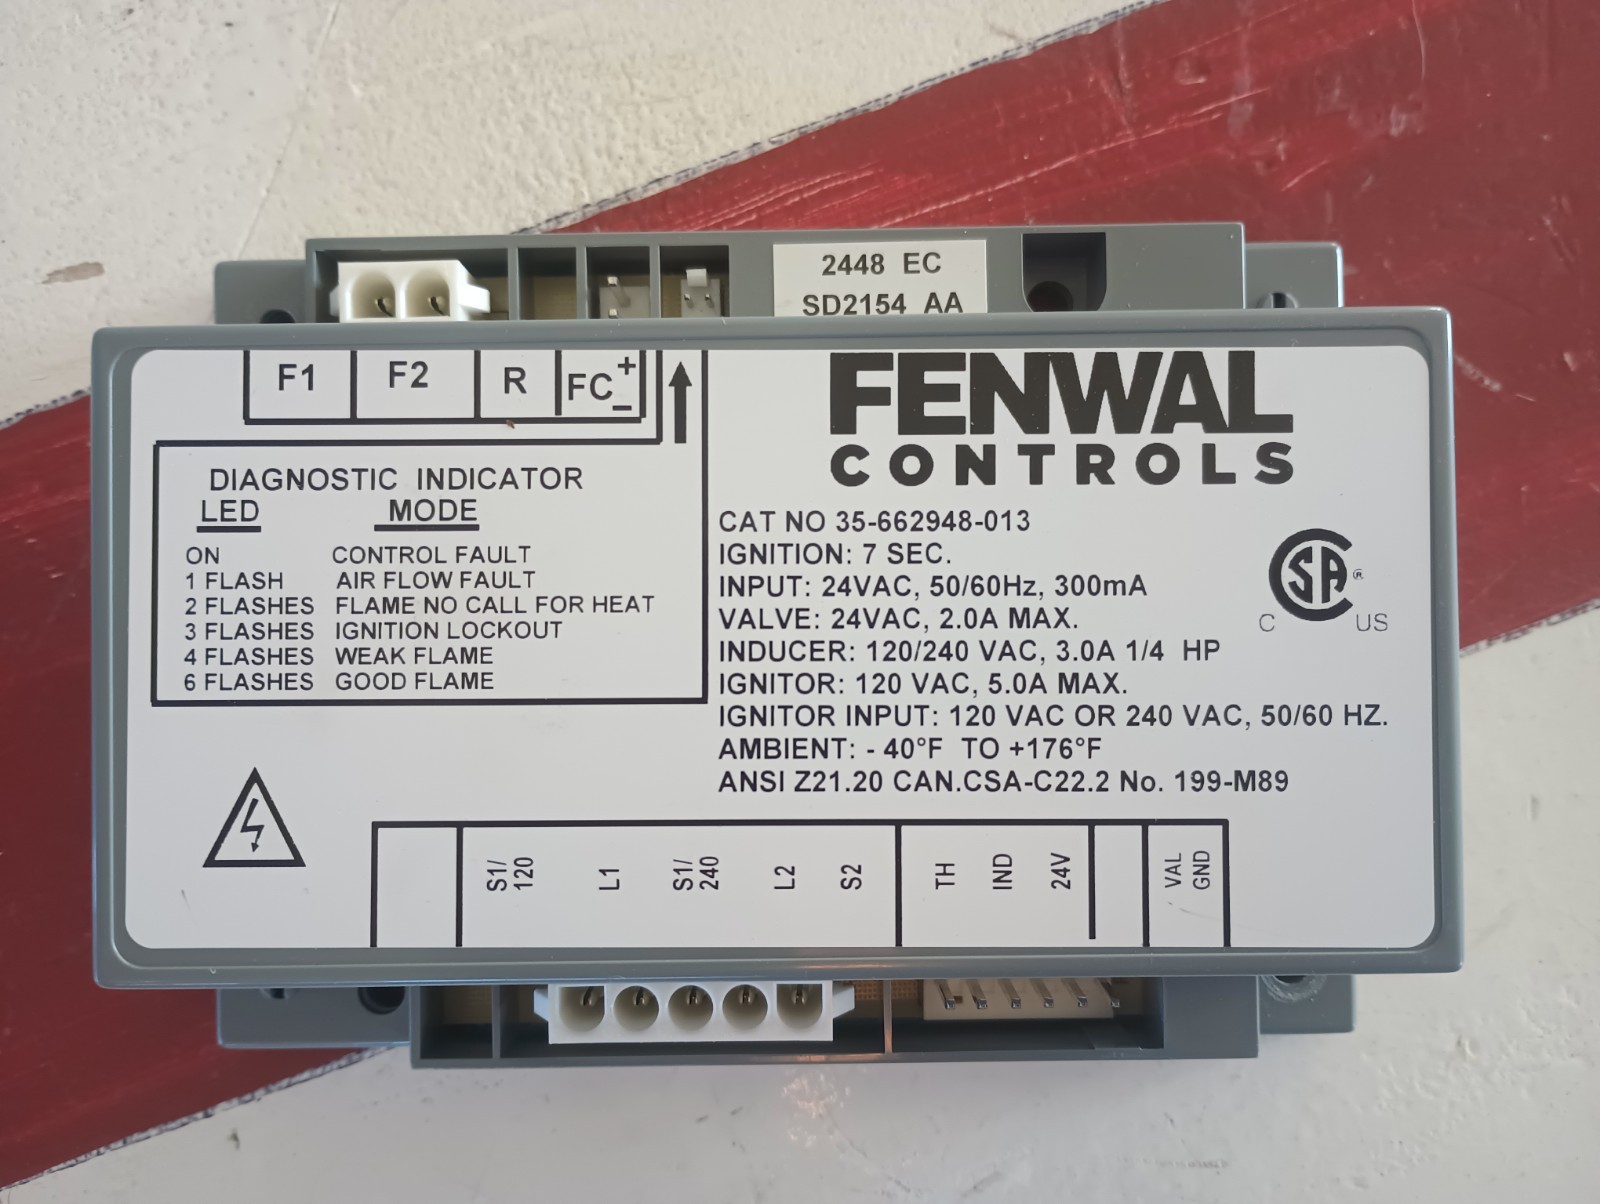 2448 EC
SD2154 AA
F1 F2 R FC + -
FENWAL
CONTROLS
DIAGNOSTIC INDICATOR
LED MODE
ON CONTROL FAULT
1 FLASH AIR FLOW FAULT
2 FLASHES FLAME NO CALL FOR HEAT
3 FLASHES IGNITION LOCKOUT
4 FLASHES WEAK FLAME
6 FLASHES GOOD FLAME
CAT NO 35-662948-013
IGNITION: 7 SEC.
INPUT: 24VAC, 50/60Hz, 300mA
VALVE: 24VAC, 2.0A MAX.
INDUCER: 120/240 VAC, 3.0A 1/4 HP
IGNITOR: 120 VAC, 5.0A MAX.
IGNITOR INPUT: 120 VAC OR 240 VAC, 50/60 HZ.
AMBIENT: - 40°F TO +176°F
ANSI Z21.20 CAN.CSA-C22.2 No. 199-M89
CSA ®
C US
S1/120 L1 S1/240 L2 S2 TH IND 24V VAL GND